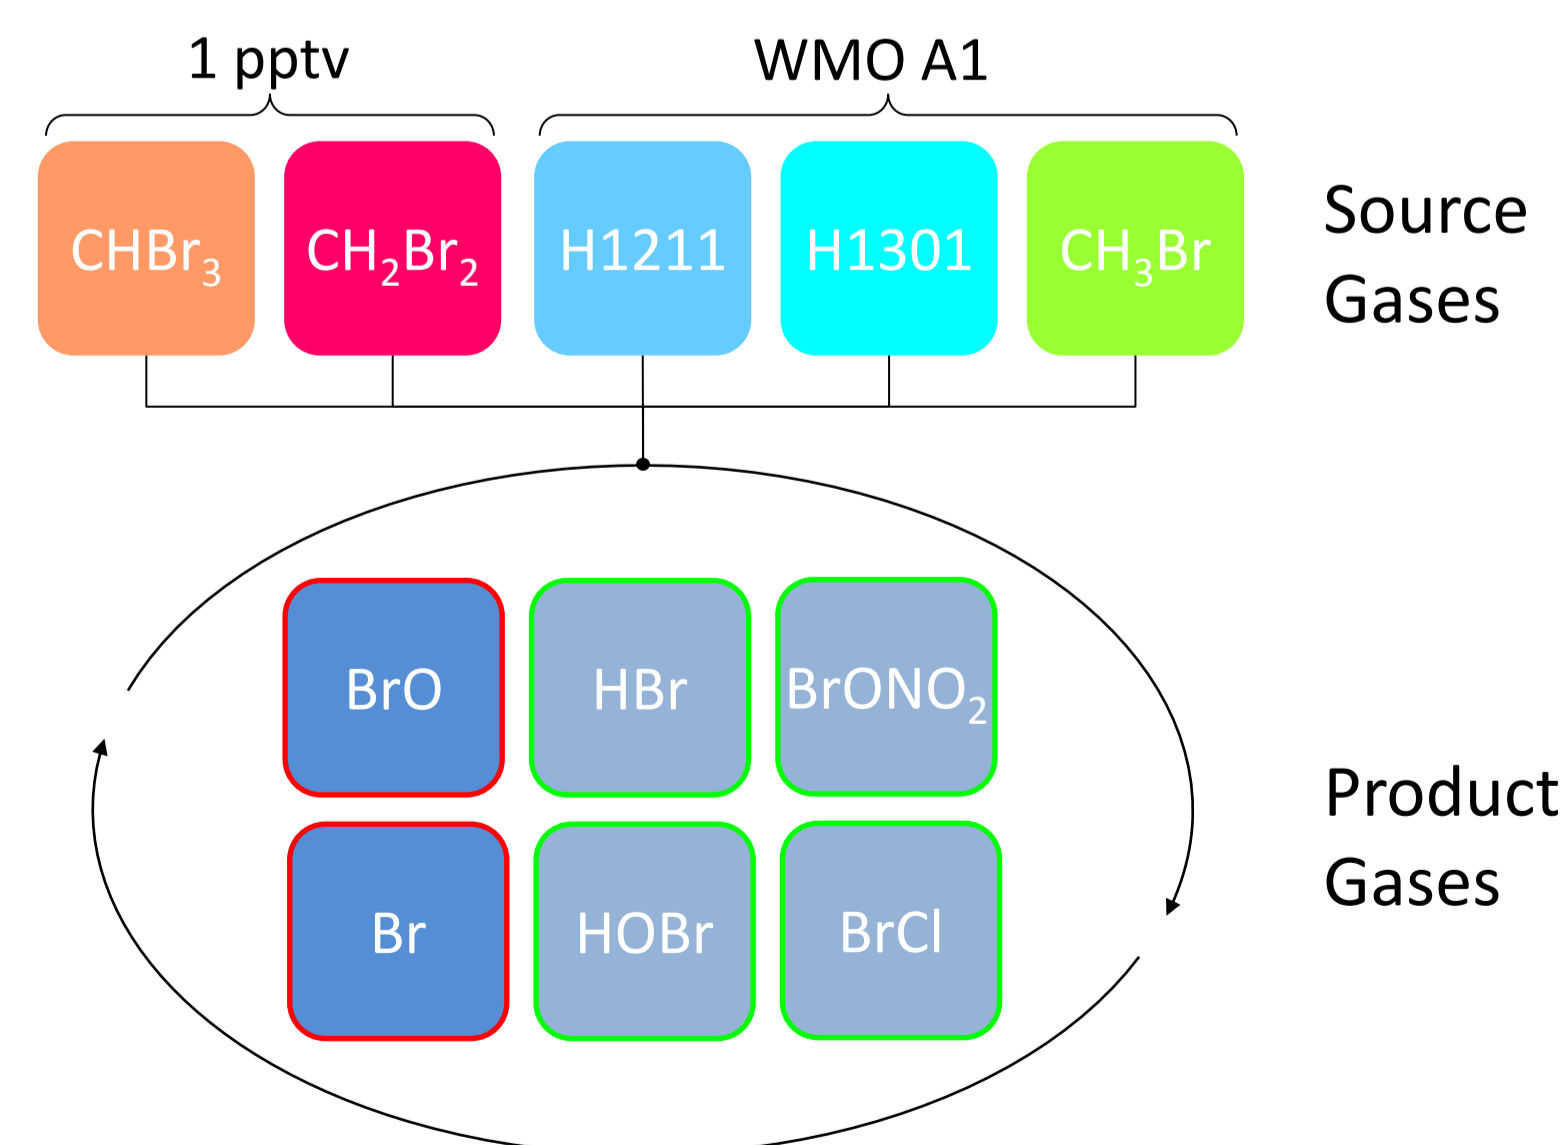 1 pptv WMO A1
CHBr₃ CH₂Br₂ H1211 H1301 CH₃Br
Source
Gases
BrO HBr BrONO₂
Br HOBr BrCl
Product
Gases